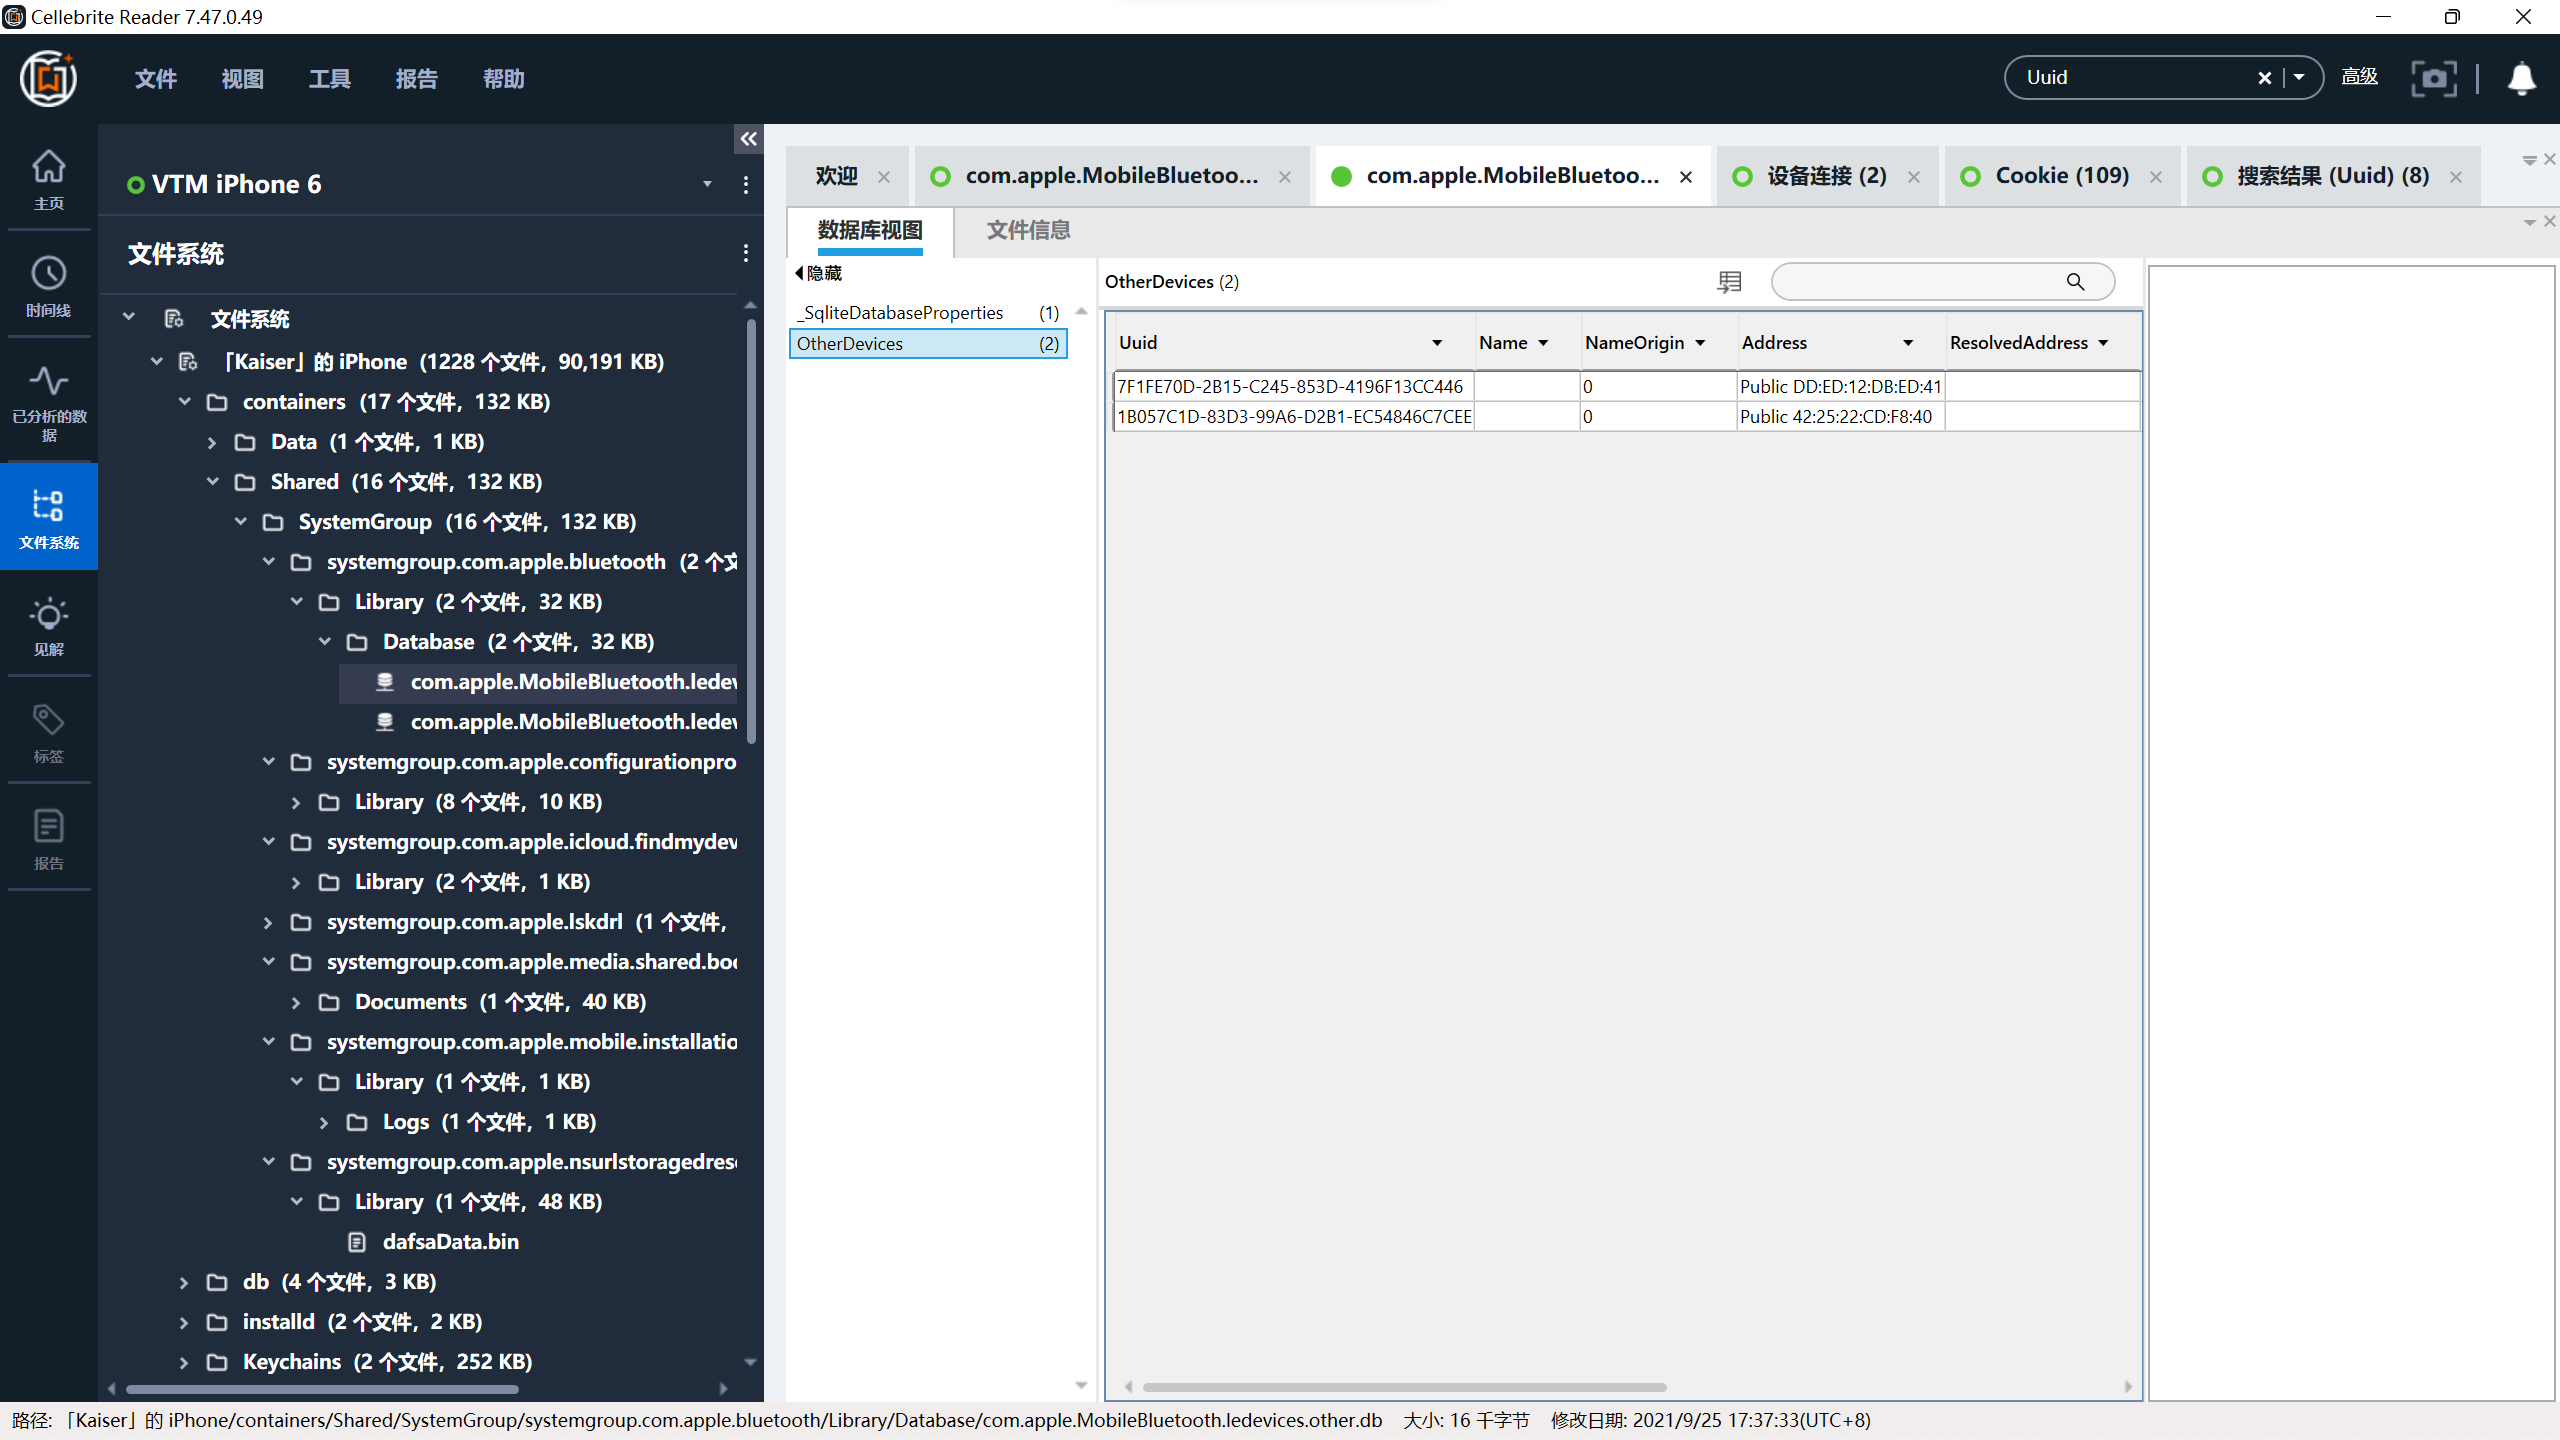 Cellebrite Reader 7.47.0.49
文件 视图 工具 报告 帮助
Uuid
高级
主页
时间线
已分析的数据
文件系统
见解
标签
报告
VTM iPhone 6
文件系统
文件系统
「Kaiser」的 iPhone (1228 个文件, 90,191 KB)
containers (17 个文件, 132 KB)
Data (1 个文件, 1 KB)
Shared (16 个文件, 132 KB)
SystemGroup (16 个文件, 132 KB)
systemgroup.com.apple.bluetooth (2 个文
Library (2 个文件, 32 KB)
Database (2 个文件, 32 KB)
com.apple.MobileBluetooth.ledev
com.apple.MobileBluetooth.ledev
systemgroup.com.apple.configurationpro
Library (8 个文件, 10 KB)
systemgroup.com.apple.icloud.findmydev
Library (2 个文件, 1 KB)
systemgroup.com.apple.lskdrl (1 个文件,
systemgroup.com.apple.media.shared.boo
Documents (1 个文件, 40 KB)
systemgroup.com.apple.mobile.installatio
Library (1 个文件, 1 KB)
Logs (1 个文件, 1 KB)
systemgroup.com.apple.nsurlstoragedreso
Library (1 个文件, 48 KB)
dafsaData.bin
db (4 个文件, 3 KB)
installd (2 个文件, 2 KB)
Keychains (2 个文件, 252 KB)
欢迎 com.apple.MobileBluetoo... com.apple.MobileBluetoo... 设备连接 (2) Cookie (109) 搜索结果 (Uuid) (8)
数据库视图 文件信息
隐藏
_SqliteDatabaseProperties (1)
OtherDevices (2)
OtherDevices (2)
Uuid Name NameOrigin Address ResolvedAddress
7F1FE70D-2B15-C245-853D-4196F13CC446 0 Public DD:ED:12:DB:ED:41
1B057C1D-83D3-99A6-D2B1-EC54846C7CEE 0 Public 42:25:22:CD:F8:40
路径: 「Kaiser」的 iPhone/containers/Shared/SystemGroup/systemgroup.com.apple.bluetooth/Library/Database/com.apple.MobileBluetooth.ledevices.other.db 大小: 16 千字节 修改日期: 2021/9/25 17:37:33(UTC+8)